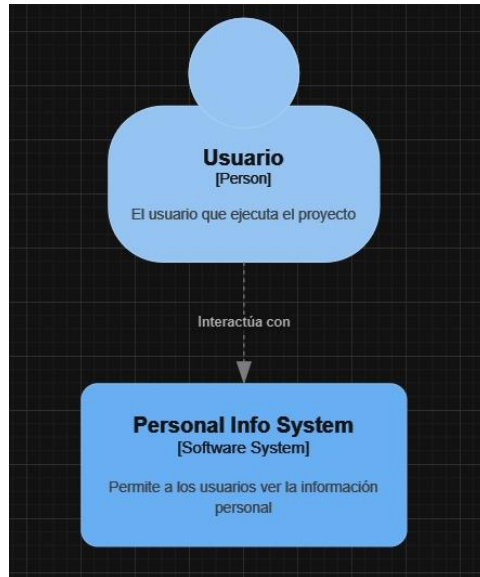 Usuario
[Person]
El usuario que ejecuta el proyecto
Interactúa con
Personal Info System
[Software System]
Permite a los usuarios ver la información
personal